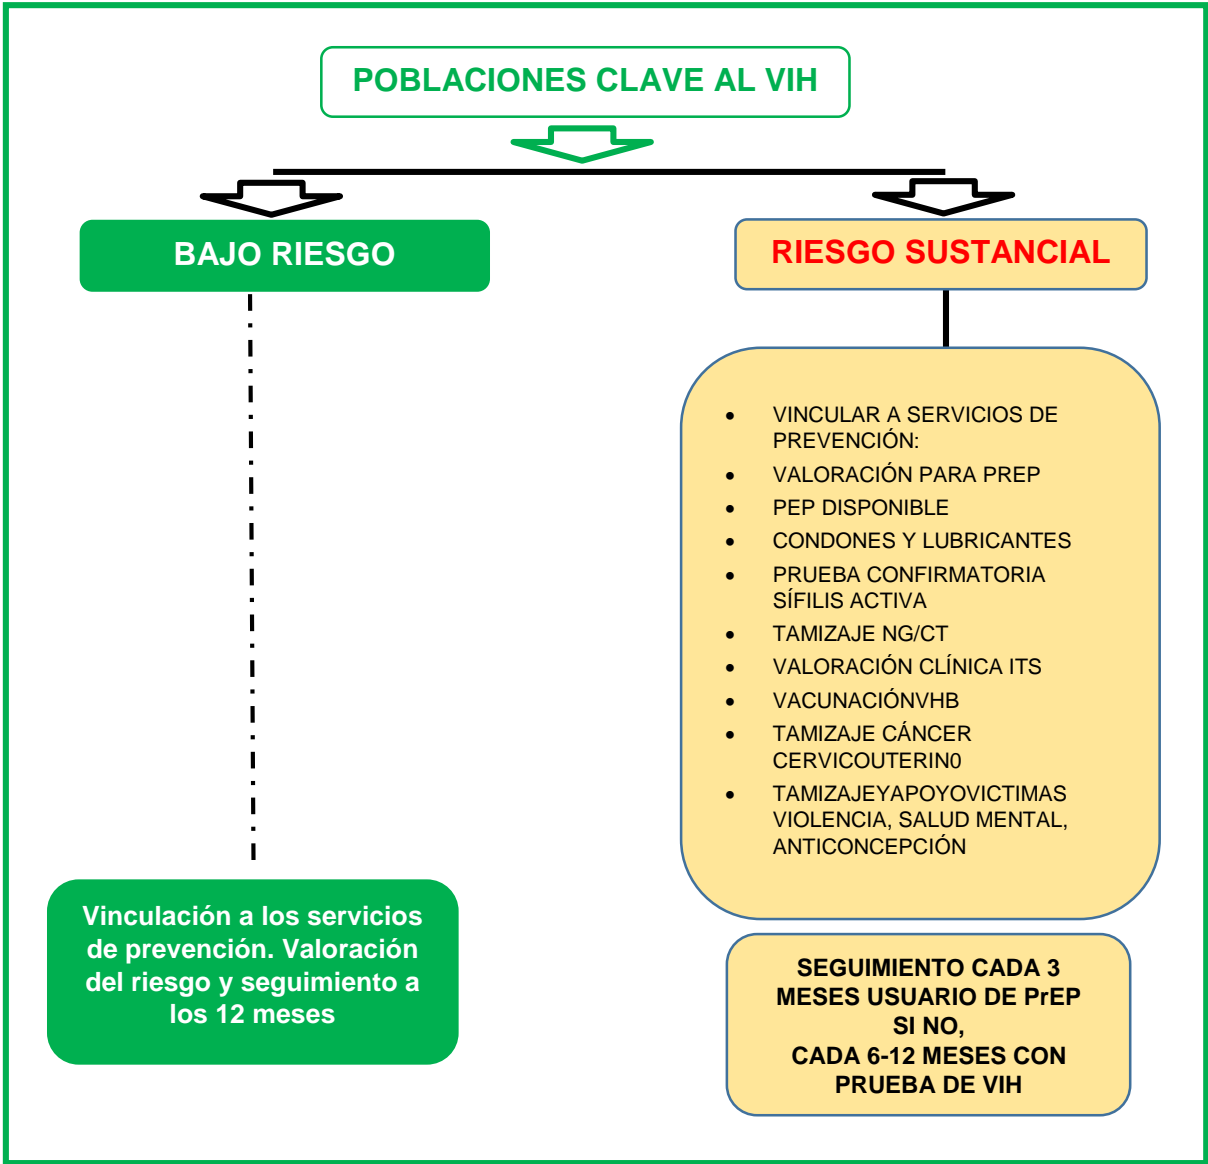 POBLACIONES CLAVE AL VIH
BAJO RIESGO
RIESGO SUSTANCIAL
• VINCULAR A SERVICIOS DE
PREVENCIÓN:
• VALORACIÓN PARA PREP
• PEP DISPONIBLE
• CONDONES Y LUBRICANTES
• PRUEBA CONFIRMATORIA
SÍFILIS ACTIVA
• TAMIZAJE NG/CT
• VALORACIÓN CLÍNICA ITS
• VACUNACIÓNVHB
• TAMIZAJE CÁNCER
CERVICOUTERIN0
• TAMIZAJEYAPOYOVICTIMAS
VIOLENCIA, SALUD MENTAL,
ANTICONCEPCIÓN
Vinculación a los servicios
de prevención. Valoración
del riesgo y seguimiento a
los 12 meses
SEGUIMIENTO CADA 3
MESES USUARIO DE PrEP
SI NO,
CADA 6-12 MESES CON
PRUEBA DE VIH